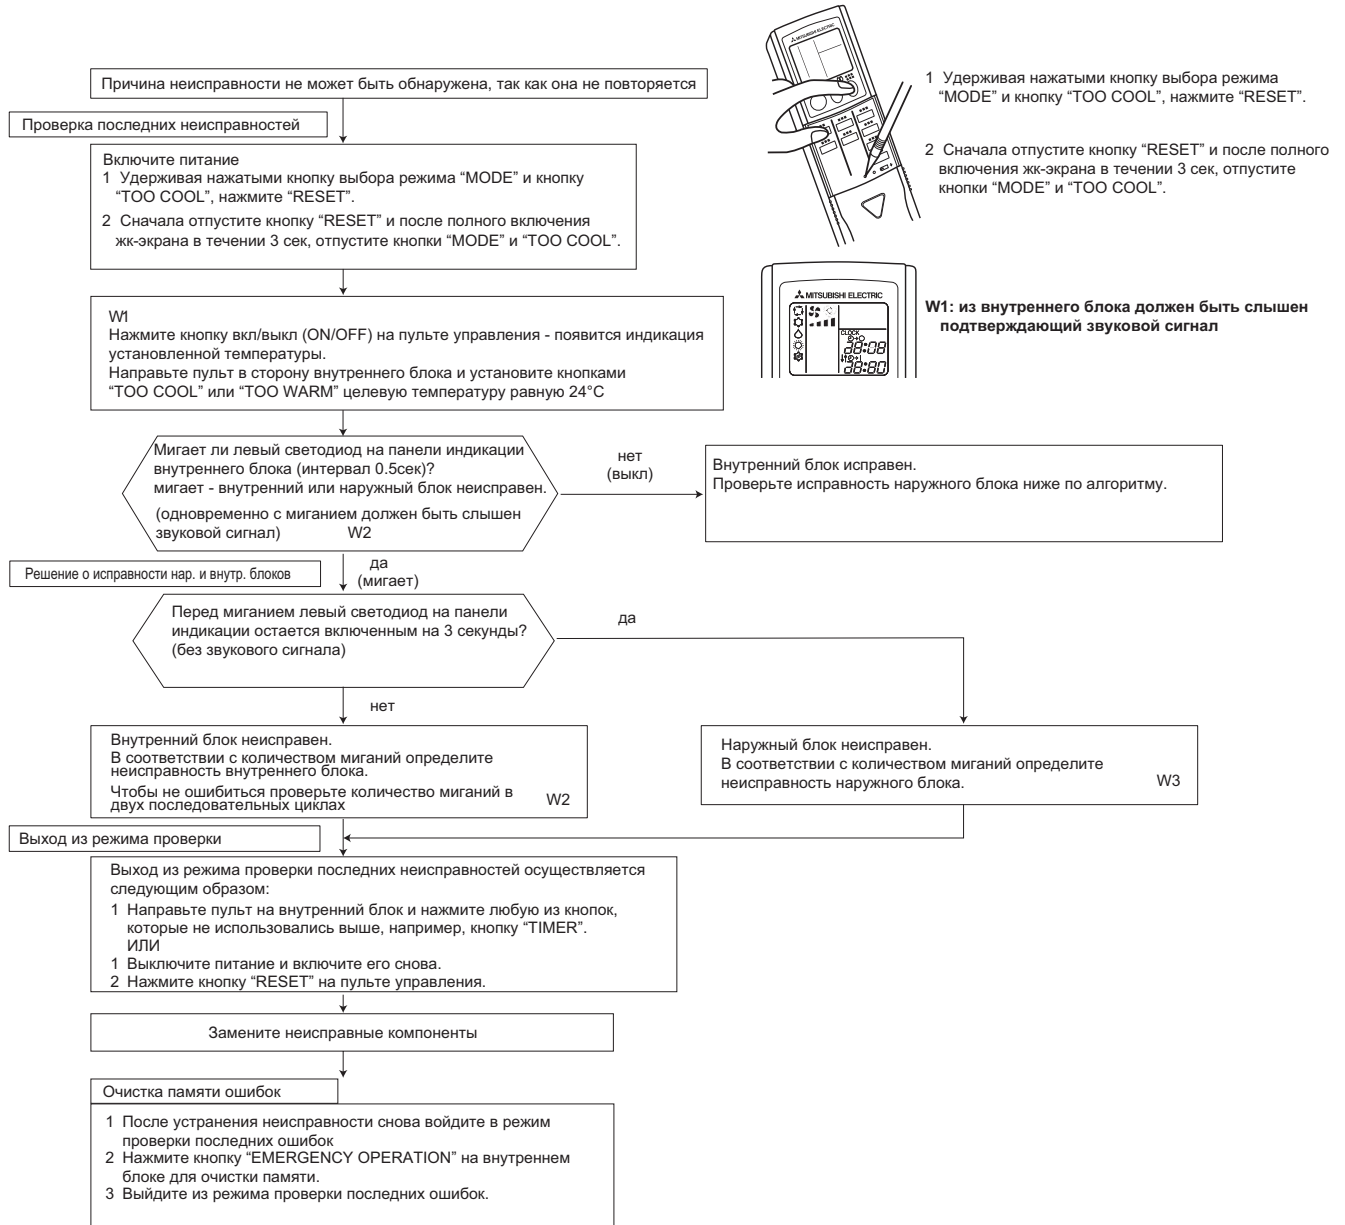 Причина неисправности не может быть обнаружена, так как она не повторяется
Проверка последних неисправностей
Включите питание
1 Удерживая нажатыми кнопку выбора режима “MODE” и кнопку
“TOO COOL”, нажмите “RESET”.
2 Сначала отпустите кнопку “RESET” и после полного включения
жк-экрана в течении 3 сек, отпустите кнопки “MODE” и “TOO COOL”.
MITSUBISHI ELECTRIC
1 Удерживая нажатыми кнопку выбора режима
“MODE” и кнопку “TOO COOL”, нажмите “RESET”.
2 Сначала отпустите кнопку “RESET” и после полного
включения жк-экрана в течении 3 сек, отпустите
кнопки “MODE” и “TOO COOL”.
MITSUBISHI ELECTRIC
CLOCK
88:08
88:80
W1: из внутреннего блока должен быть слышен
подтверждающий звуковой сигнал
W1
Нажмите кнопку вкл/выкл (ON/OFF) на пульте управления - появится индикация
установленной температуры.
Направьте пульт в сторону внутреннего блока и установите кнопками
“TOO COOL” или “TOO WARM” целевую температуру равную 24°C
Мигает ли левый светодиод на панели индикации
внутреннего блока (интервал 0.5сек)?
мигает - внутренний или наружный блок неисправен.
(одновременно с миганием должен быть слышен
звуковой сигнал) W2
нет
(выкл)
Внутренний блок исправен.
Проверьте исправность наружного блока ниже по алгоритму.
да
(мигает)
Решение о исправности нар. и внутр. блоков
Перед миганием левый светодиод на панели
индикации остается включенным на 3 секунды?
(без звукового сигнала)
да
нет
Внутренний блок неисправен.
В соответствии с количеством миганий определите
неисправность внутреннего блока.
Чтобы не ошибиться проверьте количество миганий в
двух последовательных циклах W2
Наружный блок неисправен.
В соответствии с количеством миганий определите
неисправность наружного блока. W3
Выход из режима проверки
Выход из режима проверки последних неисправностей осуществляется
следующим образом:
1 Направьте пульт на внутренний блок и нажмите любую из кнопок,
которые не использовались выше, например, кнопку “TIMER”.
ИЛИ
1 Выключите питание и включите его снова.
2 Нажмите кнопку “RESET” на пульте управления.
Замените неисправные компоненты
Очистка памяти ошибок
1 После устранения неисправности снова войдите в режим
проверки последних ошибок
2 Нажмите кнопку “EMERGENCY OPERATION” на внутреннем
блоке для очистки памяти.
3 Выйдите из режима проверки последних ошибок.